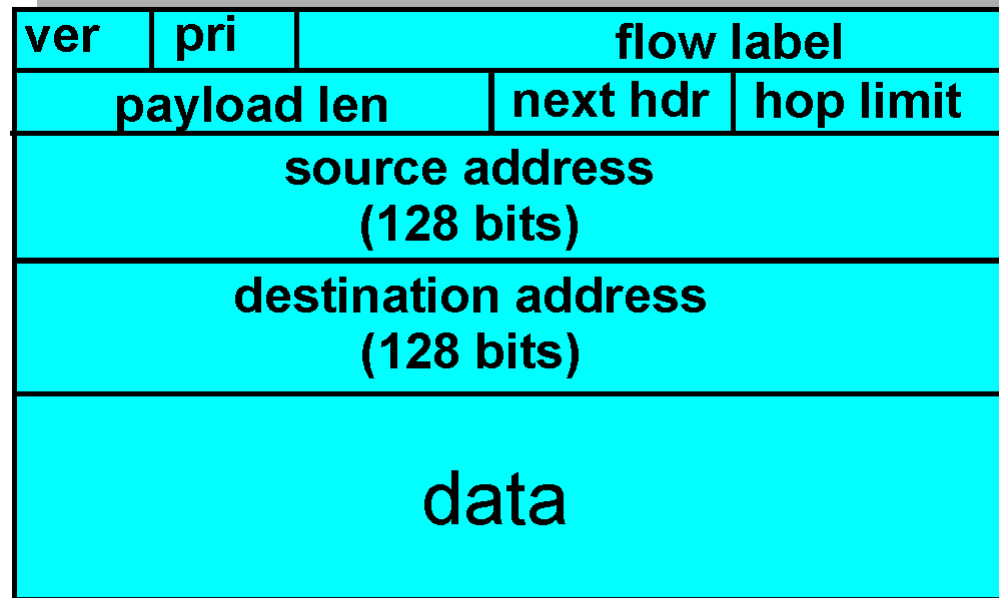 ver pri flow label
payload len next hdr hop limit
source address
(128 bits)
destination address
(128 bits)
data